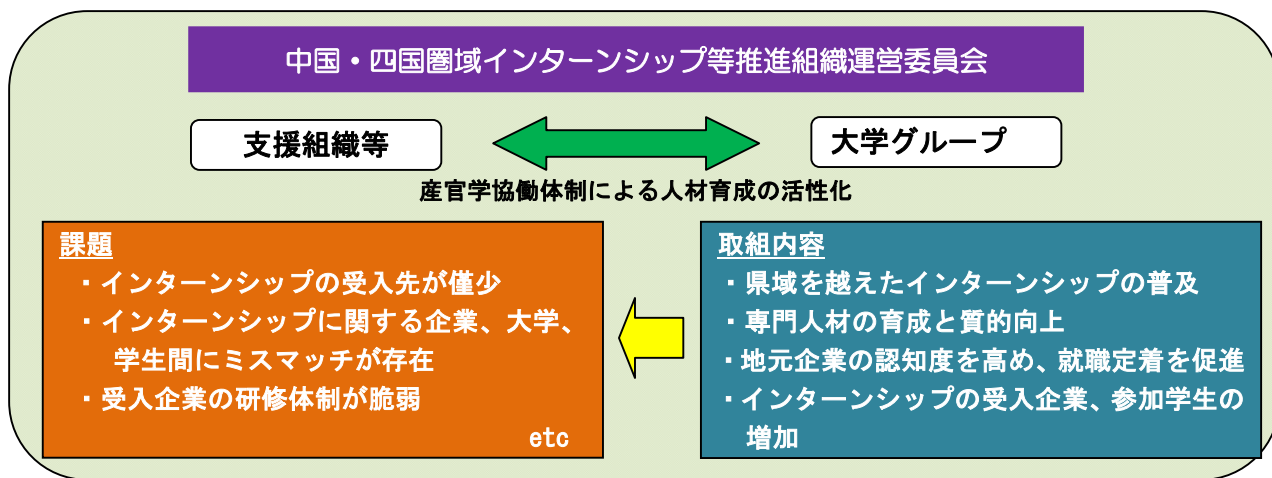 中国・四国圏域インターンシップ等推進組織運営委員会
支援組織等
大学グループ
産官学協働体制による人材育成の活性化
課題
・インターンシップの受入先が僅少
・インターンシップに関する企業、大学、
学生間にミスマッチが存在
・受入企業の研修体制が脆弱
etc
取組内容
・県域を越えたインターンシップの普及
・専門人材の育成と質的向上
・地元企業の認知度を高め、就職定着を促進
・インターンシップの受入企業、参加学生の
増加